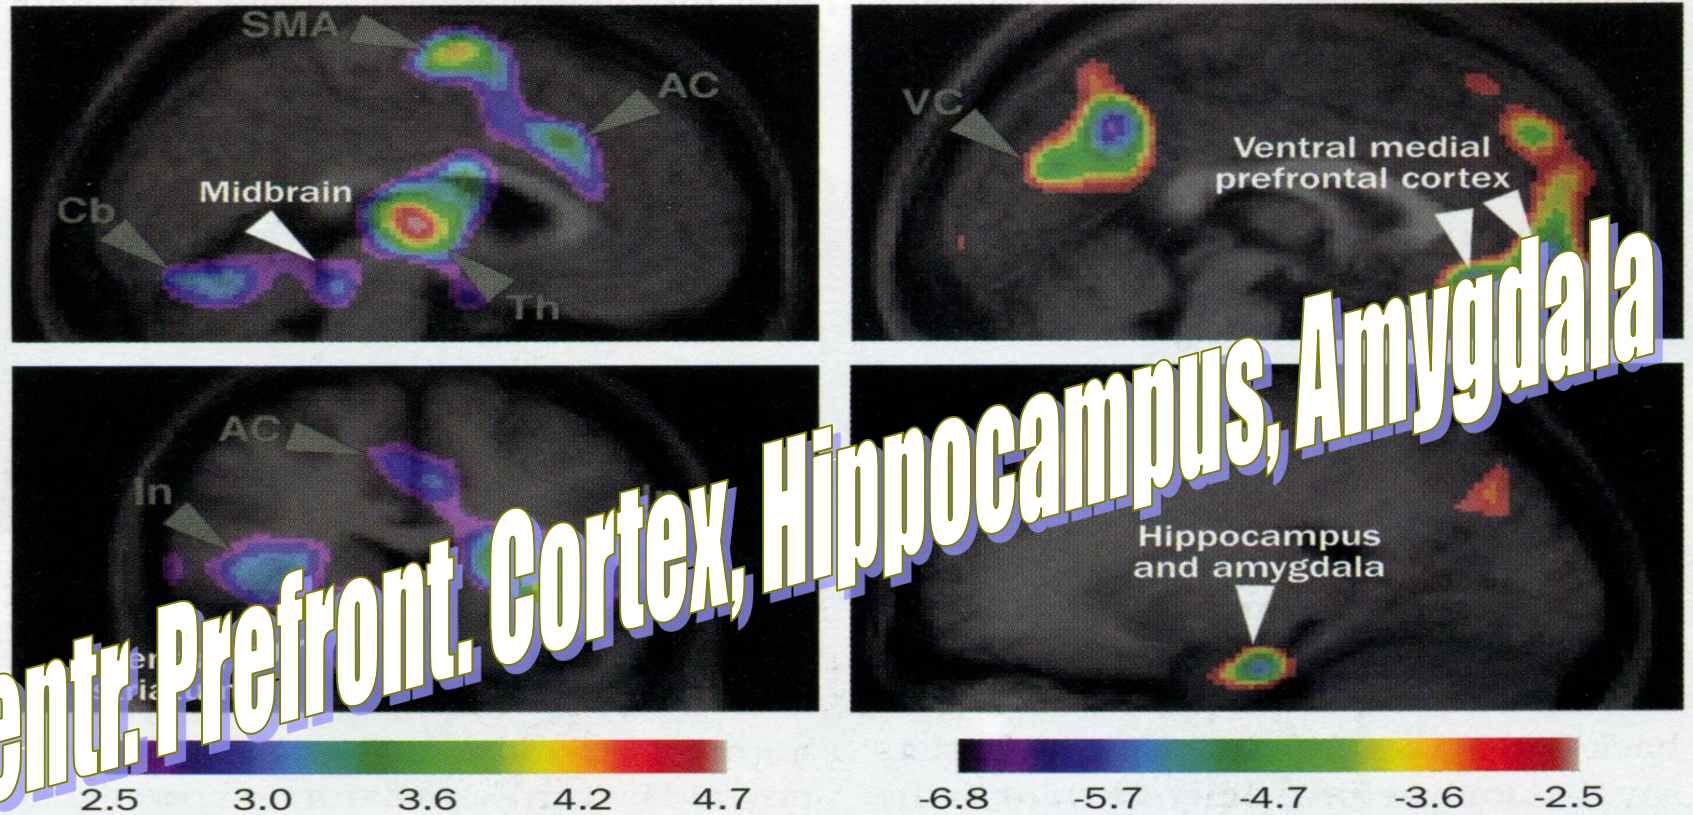 SMA
AC
Midbrain
Cb
Th
VC
Ventral medial
prefrontal cortex
AC
In
Hippocampus
and amygdala
Prefront. Cortex, Hippocampus, Amygdala
2.5 3.0 3.6 4.2 4.7
-6.8 -5.7 -4.7 -3.6 -2.5